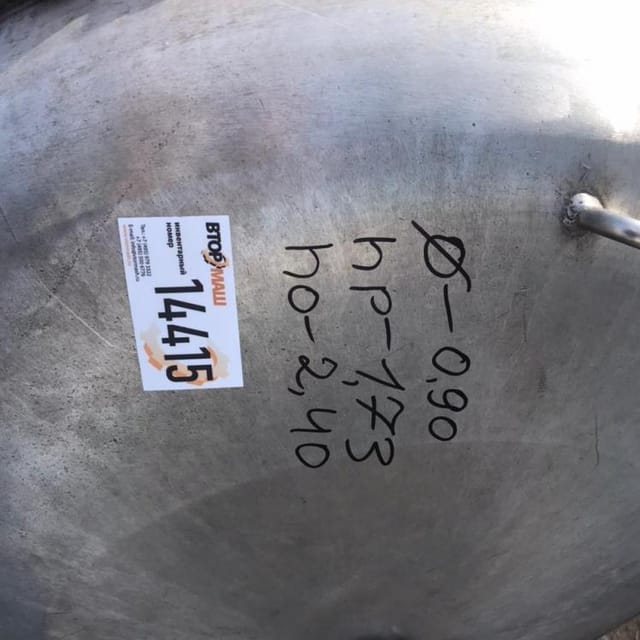 ВТОРМАШ
инвентарный
номер
14415
Ø-0,90
hр-1,73
hо-2,40